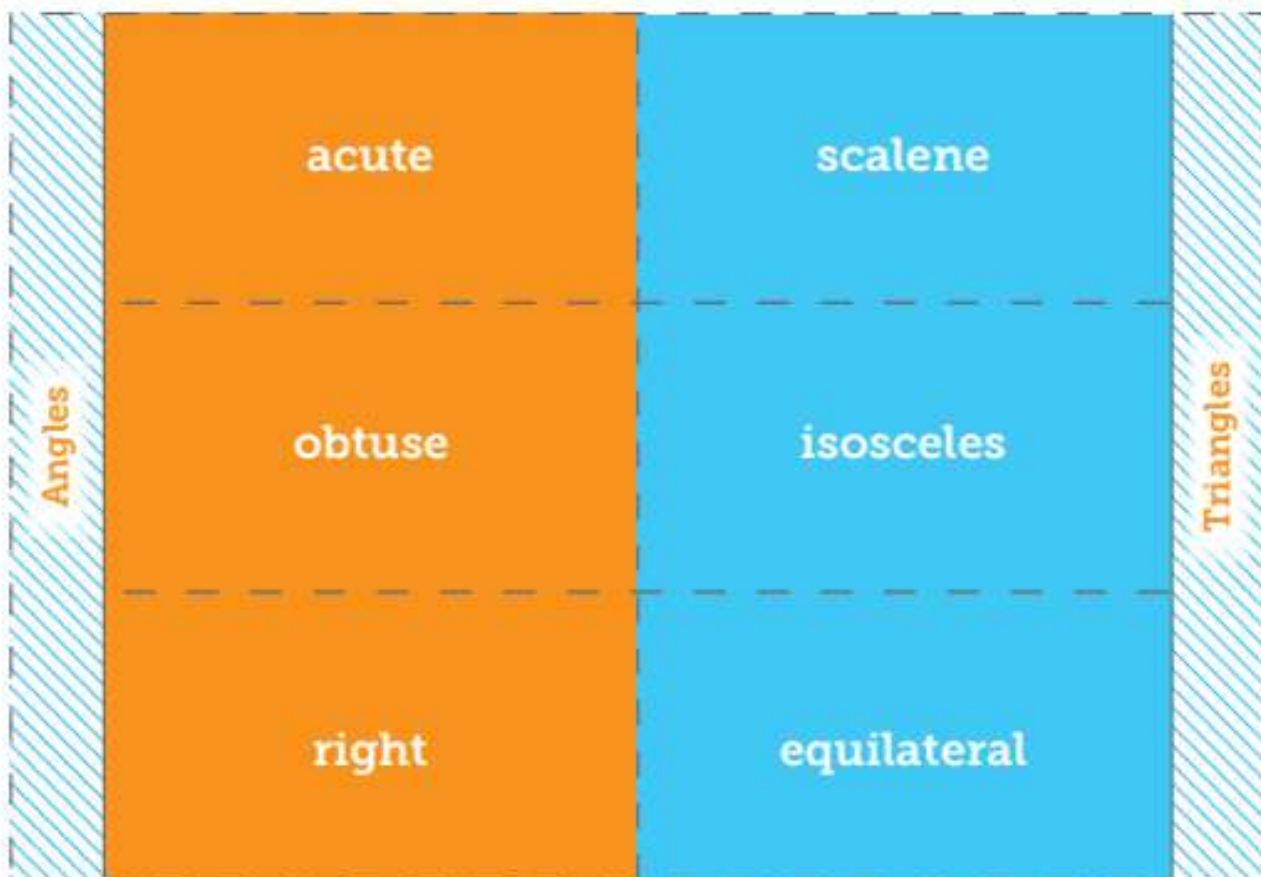 Angles
acute
scalene
obtuse
isosceles
right
equilateral
Triangles